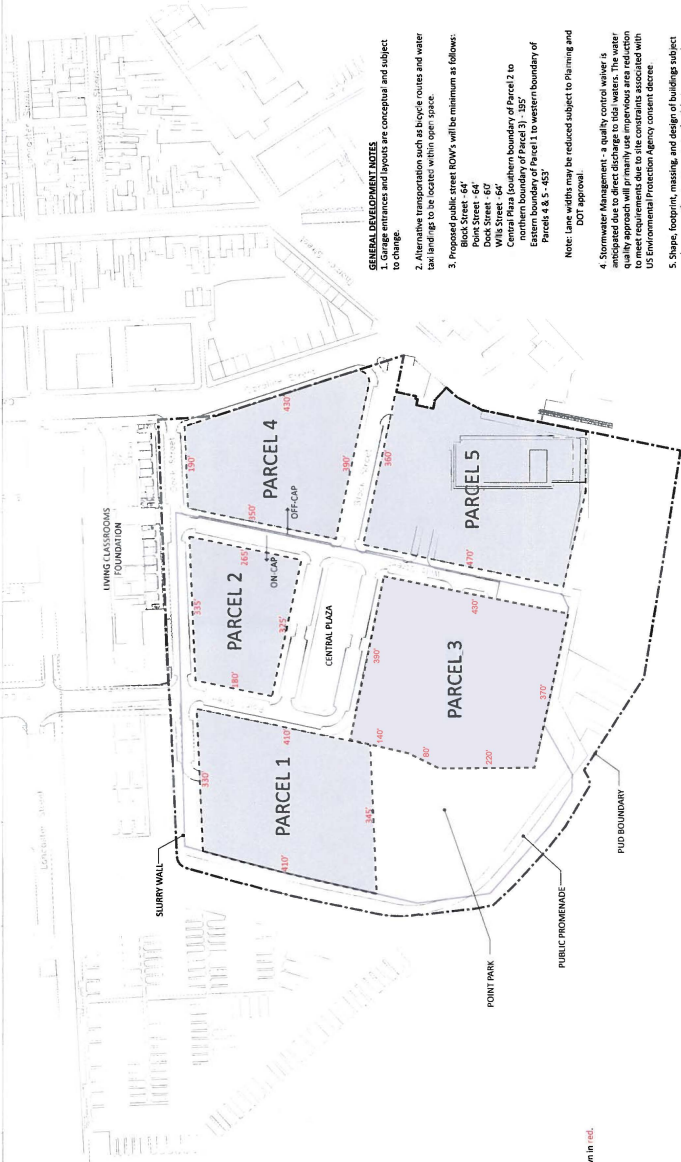 Lancaster Street
LIVING CLASSROOMS
FOUNDATION
SLURRY WALL
330'
335'
190'
PARCEL 1
410'
410'
345'
PARCEL 2
180'
265'
325'
ON-CAP
OFF-CAP
PARCEL 4
350'
430'
390'
CENTRAL PLAZA
390'
140'
80'
220'
PARCEL 3
430'
370'
360'
PARCEL 5
470'
POINT PARK
PUBLIC PROMENADE
PUD BOUNDARY
GENERAL DEVELOPMENT NOTES
1. Garage entrances and layouts are conceptual and subject
to change.
2. Alternative transportation such as bicycle routes and water
taxi landings to be located within open space.
3. Proposed public street ROW's will be minimum as follows:
Block Street - 64'
Point Street - 64'
Dock Street - 60'
Wills Street - 64'
Central Plaza (southern boundary of Parcel 2 to
northern boundary of Parcel 3) - 195'
Eastern boundary of Parcel 1 to western boundary of
Parcels 4 & 5 - 453'
Note: Lane widths may be reduced subject to Planning and
DOT approval.
4. Stormwater Management - a quality control waiver is
anticipated due to direct discharge to tidal waters. The water
quality approach will primarily use impervious area reduction
to meet requirements due to site constraints associated with
US Environmental Protection Agency consent decree.
5. Shape, footprint, massing, and design of buildings subject
in red.